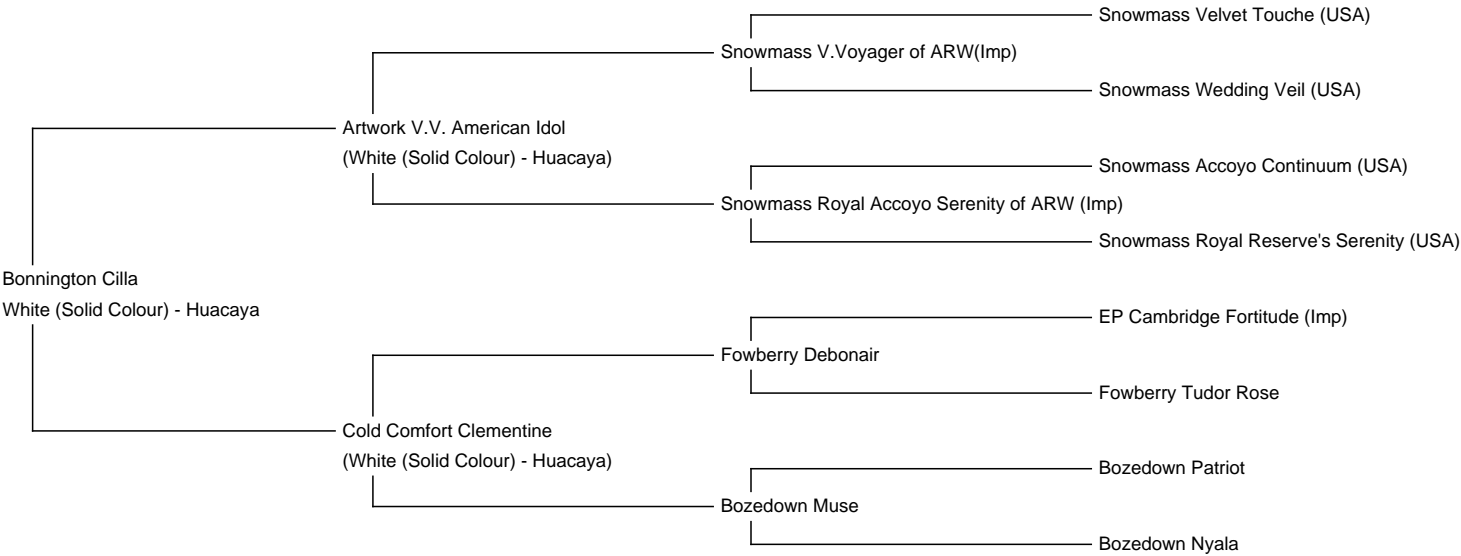 Snowmass Velvet Touche (USA)
Snowmass V.Voyager of ARW(Imp)
Snowmass Wedding Veil (USA)
Artwork V.V. American Idol
(White (Solid Colour) - Huacaya)
Snowmass Accoyo Continuum (USA)
Snowmass Royal Accoyo Serenity of ARW (Imp)
Snowmass Royal Reserve's Serenity (USA)
Bonnington Cilla
White (Solid Colour) - Huacaya
EP Cambridge Fortitude (Imp)
Fowberry Debonair
Fowberry Tudor Rose
Cold Comfort Clementine
(White (Solid Colour) - Huacaya)
Bozedown Patriot
Bozedown Muse
Bozedown Nyala